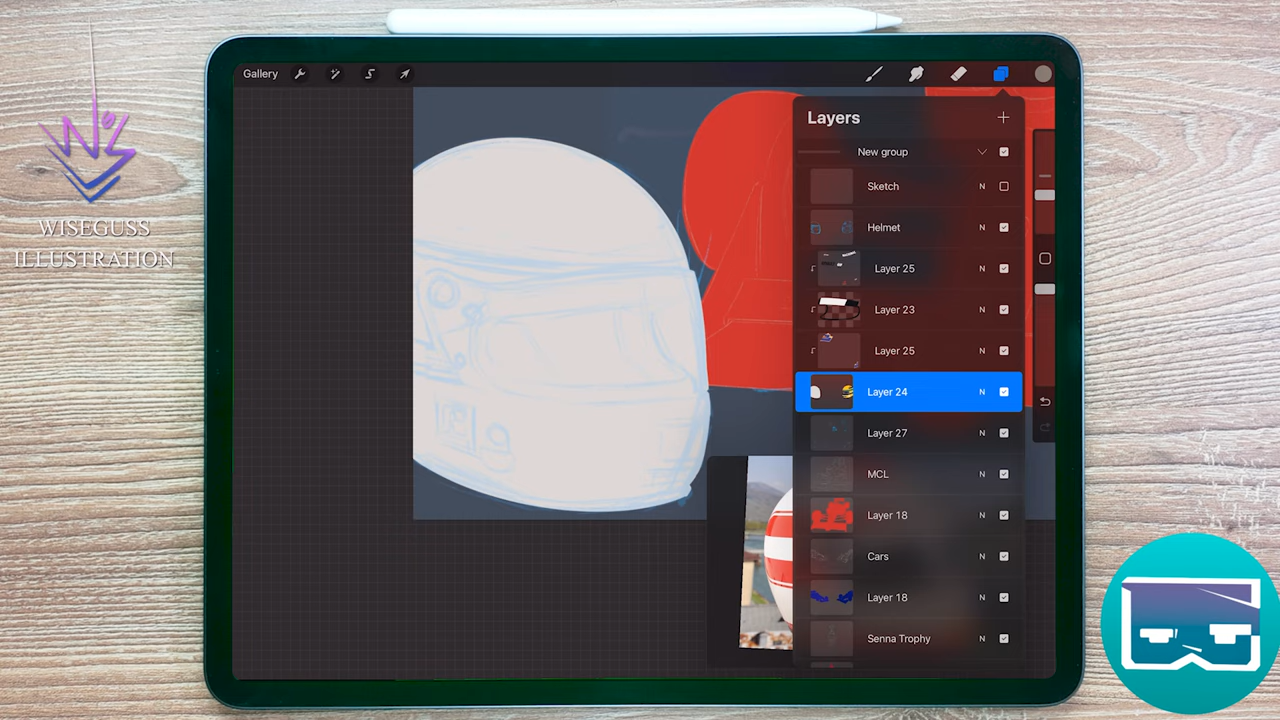 Gallery
Layers
New group
Sketch N
Helmet N
Layer 25 N
Layer 23 N
Layer 25 N
Layer 24 N
Layer 27 N
MCL N
Layer 18 N
Cars N
Layer 18 N
Senna Trophy N
WISEGUSS
ILLUSTRATION